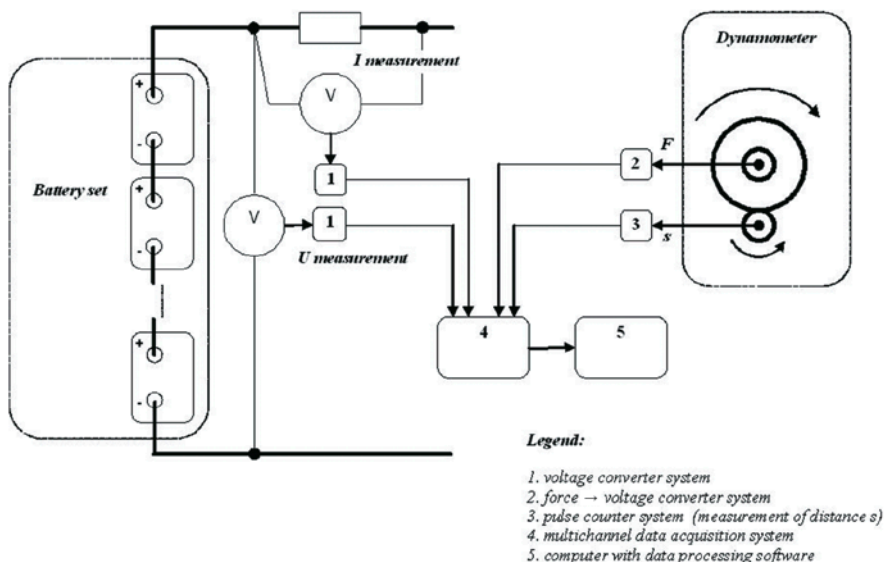 Dynamometer
I measurement
+
V
-
F
2
1
Battery set
+
V
1
3
s
-
U measurement
4
5
+
-
Legend:
1. voltage converter system
2. force → voltage converter system
3. pulse counter system (measurement of distance s)
4. multichannel data acquisition system
5. computer with data processing software